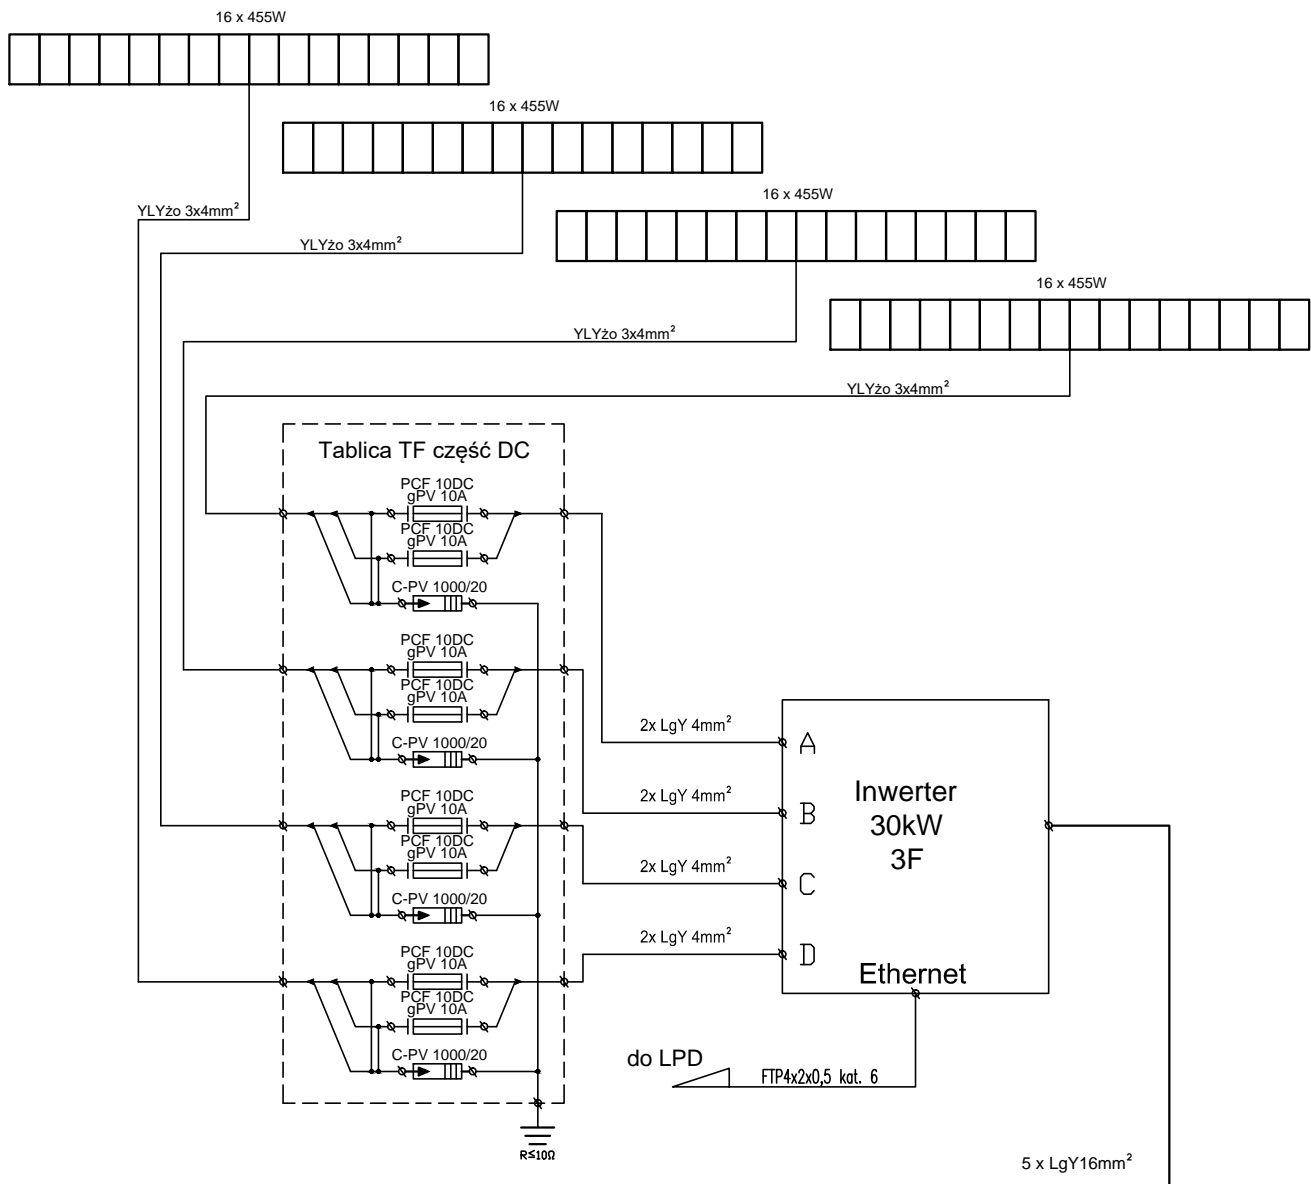 16 x 455W
16 x 455W
16 x 455W
16 x 455W
YLYżo 3x4mm²
YLYżo 3x4mm²
YLYżo 3x4mm²
YLYżo 3x4mm²
Tablica TF część DC
PCF 10DC
gPV 10A
PCF 10DC
gPV 10A
C-PV 1000/20
PCF 10DC
gPV 10A
PCF 10DC
gPV 10A
C-PV 1000/20
PCF 10DC
gPV 10A
PCF 10DC
gPV 10A
C-PV 1000/20
PCF 10DC
gPV 10A
PCF 10DC
gPV 10A
C-PV 1000/20
R≤10Ω
2x LgY 4mm²
2x LgY 4mm²
2x LgY 4mm²
2x LgY 4mm²
A
B
C
D
Inwerter
30kW
3F
Ethernet
do LPD
FTP4x2x0,5 kat. 6
5 x LgY16mm²